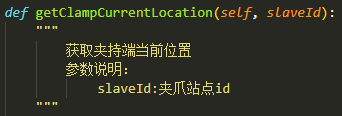 def getClampCurrentLocation(self, slaveId):
"""
获取夹持端当前位置
参数说明：
slaveId:夹爪站点id
"""